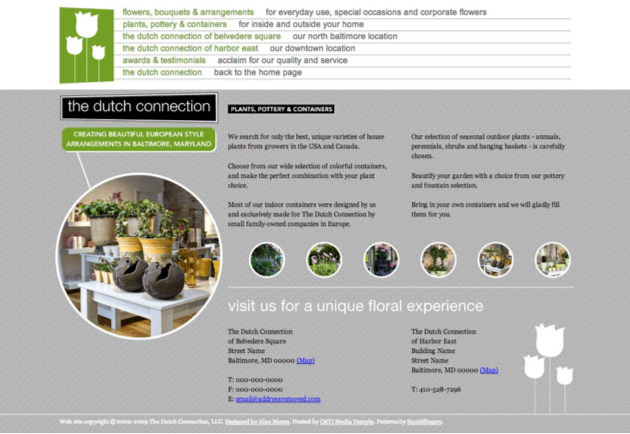 flowers, bouquets & arrangements for everyday use, special occasions and corporate flowers
plants, pottery & containers for inside and outside your home
the dutch connection of belvedere square our north baltimore location
the dutch connection of harbor east our downtown location
awards & testimonials acclaim for our quality and service
the dutch connection back to the home page
the dutch connection
CREATING BEAUTIFUL EUROPEAN STYLE
ARRANGEMENTS IN BALTIMORE, MARYLAND
PLANTS, POTTERY & CONTAINERS
We search for only the best, unique varieties of house
plants from growers in the USA and Canada.
Choose from our wide selection of colorful containers,
and make the perfect combination with your plant
choice.
Most of our indoor containers were designed by us
and exclusively made for The Dutch Connection by
small family-owned companies in Europe.
Our selection of seasonal outdoor plants - annuals,
perennials, shrubs and hanging baskets - is carefully
chosen.
Beautify your garden with a choice from our pottery
and fountain selection.
Bring in your own containers and we will gladly fill
them for you.
visit us for a unique floral experience
The Dutch Connection
of Belvedere Square
Street Name
Baltimore, MD 00000 (Map)
T: 000-000-0000
F: 000-000-0000
E: email@addressremoved.com
The Dutch Connection
of Harbor East
Building Name
Street Name
Baltimore, MD 00000 (Map)
T: 410-528-7296
Web site copyright © 2000-2009 The Dutch Connection, LLC. Designed by Alex Moore. Hosted by (MT) Media Temple. Patterns by Squidfingers.